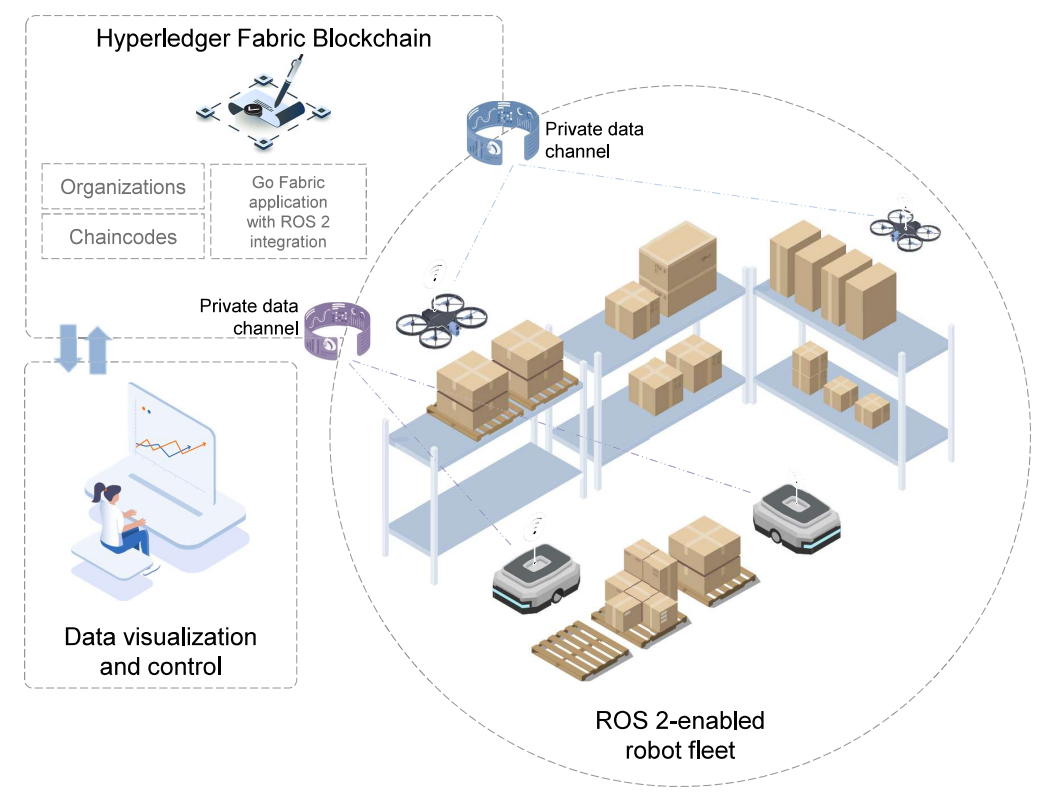 Hyperledger Fabric Blockchain
Private data
channel
Organizations
Chaincodes
Go Fabric
application
with ROS 2
integration
Private data
channel
Data visualization
and control
ROS 2-enabled
robot fleet